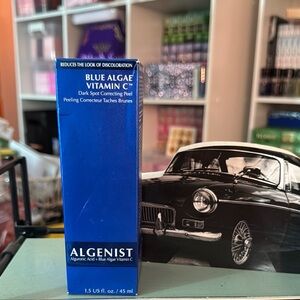 REDUCES THE LOOK OF DISCOLORATION
BLUE ALGAE
VITAMIN C™
Dark Spot Correcting Peel
Peeling Correcteur Taches Brunes
ALGENIST
Alguronic Acid + Blue Algae Vitamin C
1.5 US fl. oz. / 45 ml